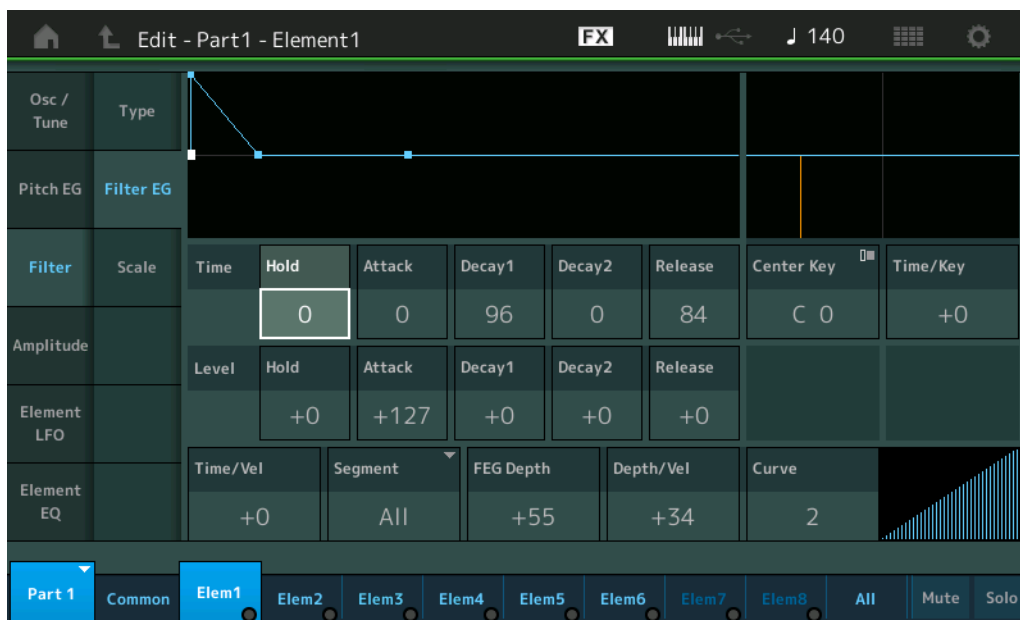 Edit - Part1 - Element1 FX 140
Osc / Tune
Type
Pitch EG
Filter EG
Filter
Scale
Amplitude
Element LFO
Element EQ
Time Hold Attack Decay1 Decay2 Release Center Key Time/Key
0 0 96 0 84 C 0 +0
Level Hold Attack Decay1 Decay2 Release
+0 +127 +0 +0 +0
Time/Vel Segment FEG Depth Depth/Vel Curve
+0 All +55 +34 2
Part 1 Common Elem1 Elem2 Elem3 Elem4 Elem5 Elem6 Elem7 Elem8 All Mute Solo